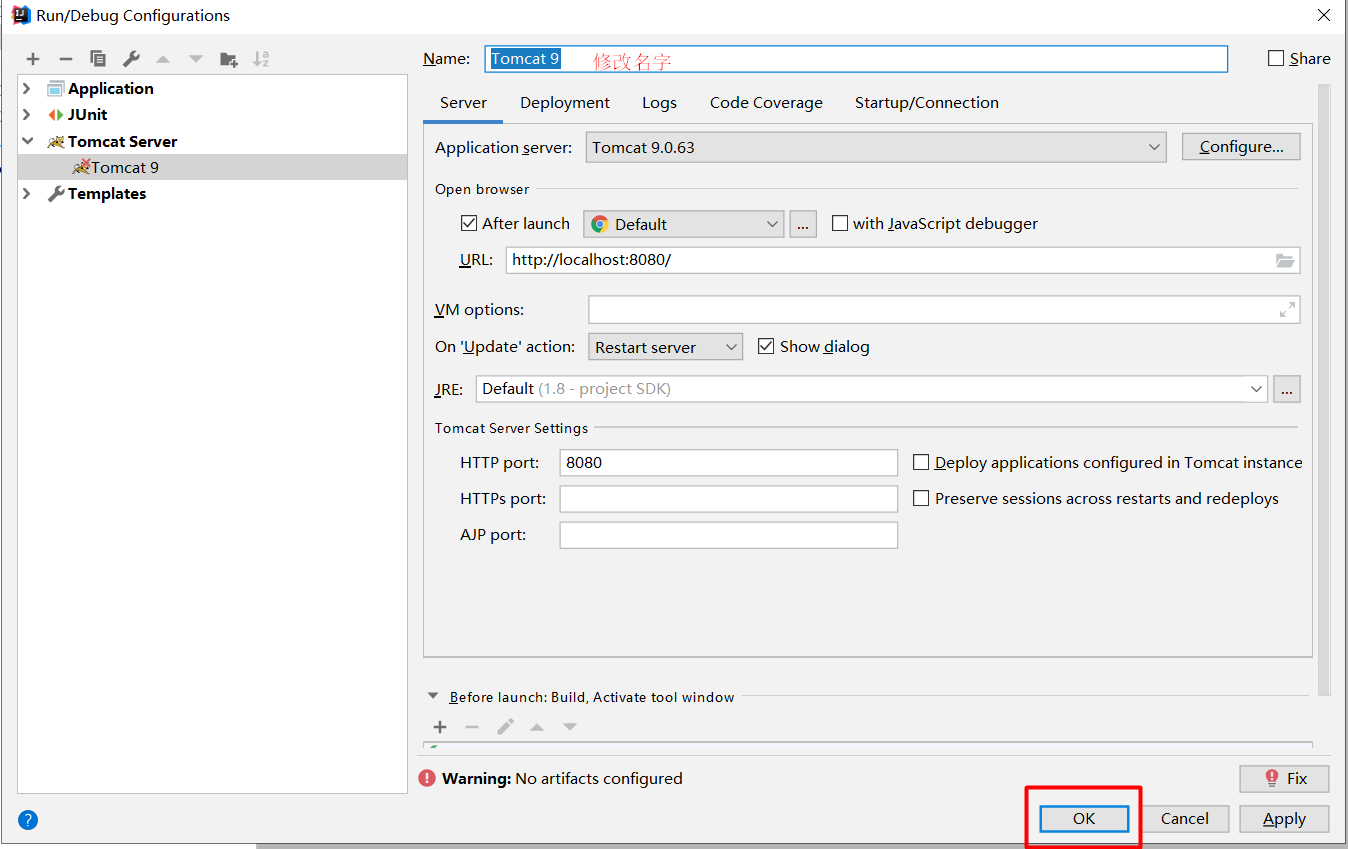 Run/Debug Configurations
Application
JUnit
Tomcat Server
Tomcat 9
Templates
Name: Tomcat 9 修改名字 Share
Server Deployment Logs Code Coverage Startup/Connection
Application server: Tomcat 9.0.63 Configure...
Open browser
After launch Default ... with JavaScript debugger
URL: http://localhost:8080/
VM options:
On 'Update' action: Restart server Show dialog
JRE: Default (1.8 - project SDK) ...
Tomcat Server Settings
HTTP port: 8080 Deploy applications configured in Tomcat instance
HTTPs port: Preserve sessions across restarts and redeploys
AJP port:
Before launch: Build, Activate tool window
Warning: No artifacts configured Fix
? OK Cancel Apply